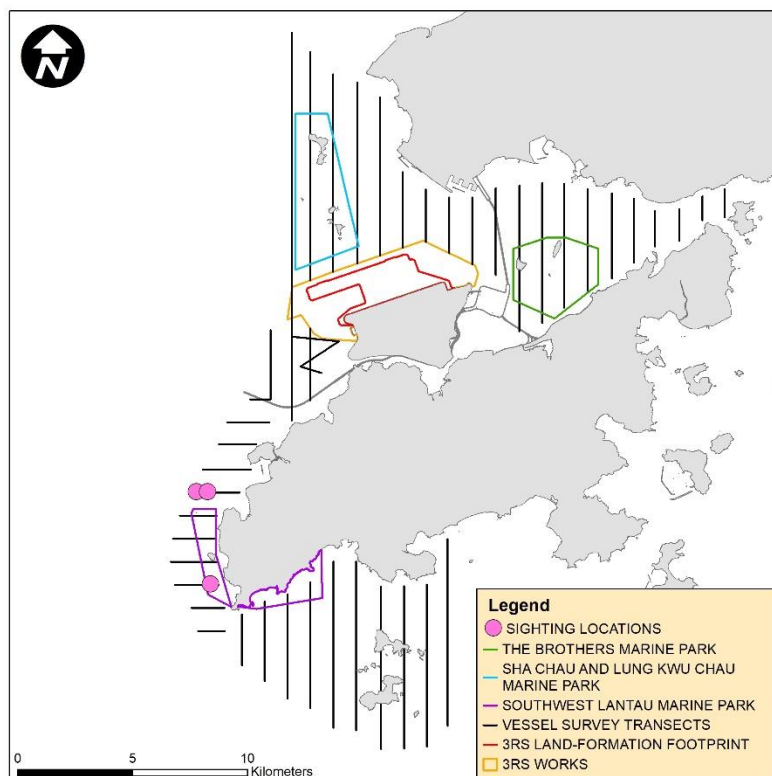 N
Legend
SIGHTING LOCATIONS
THE BROTHERS MARINE PARK
SHA CHAU AND LUNG KWU CHAU
MARINE PARK
SOUTHWEST LANTAU MARINE PARK
VESSEL SURVEY TRANSECTS
3RS LAND-FORMATION FOOTPRINT
3RS WORKS
0 5 10
Kilometers